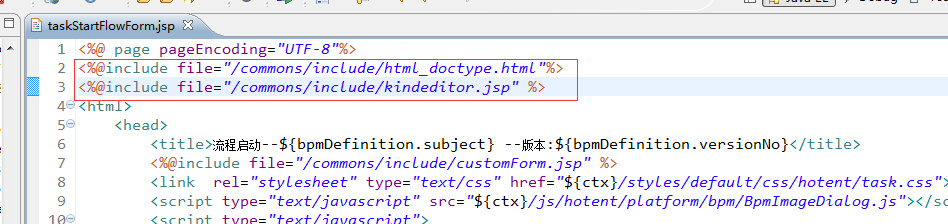 Java EE
Debug
taskStartFlowForm.jsp
1 <%@ page pageEncoding="UTF-8"%>
2 <%@include file="/commons/include/html_doctype.html"%>
3 <%@include file="/commons/include/kindeditor.jsp" %>
4 <html>
5 <head>
6 <title>流程启动--${bpmDefinition.subject} --版本:${bpmDefinition.versionNo}</title>
7 <%@include file="/commons/include/customForm.jsp" %>
8 <link rel="stylesheet" type="text/css" href="${ctx}/styles/default/css/hotent/task.css">
9 <script type="text/javascript" src="${ctx}/js/hotent/platform/bpm/BpmImageDialog.js"></s
10 <script type="text/javascript">